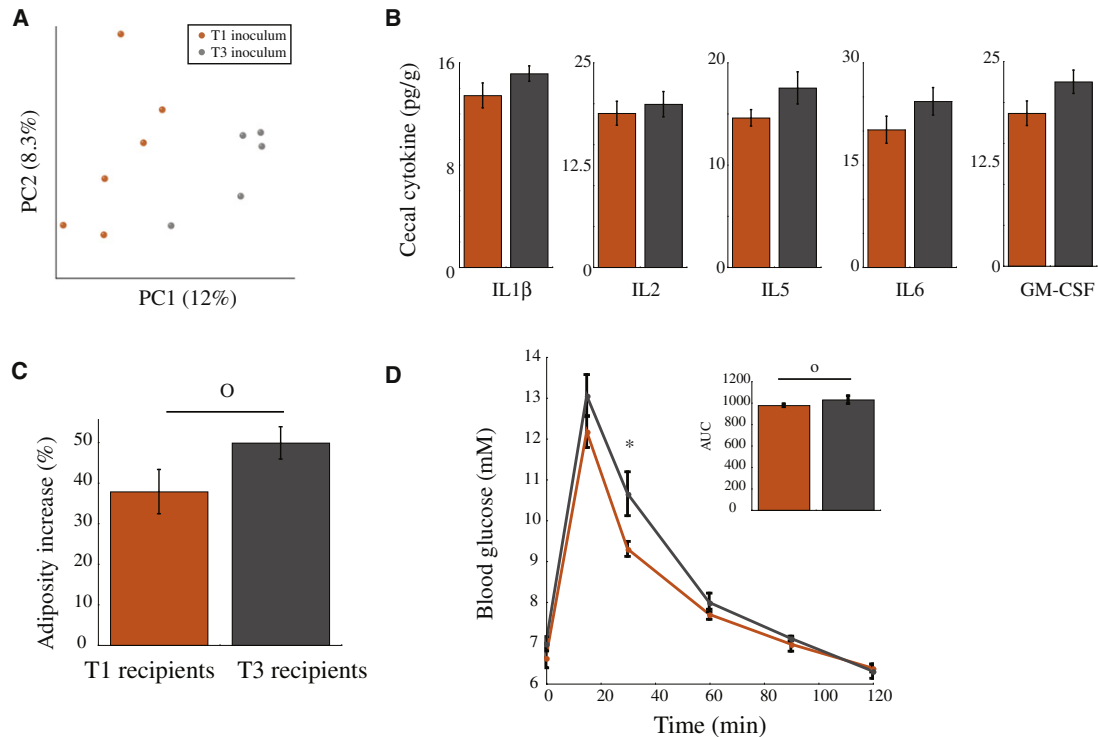 A
T1 inoculum
T3 inoculum
PC2 (8.3%)
PC1 (12%)
B
Cecal cytokine (pg/g)
16
8
0
IL1β
25
12.5
0
IL2
20
10
0
IL5
30
15
0
IL6
25
12.5
0
GM-CSF
C
O
Adiposity increase (%)
50
40
30
20
10
0
T1 recipients
T3 recipients
D
Blood glucose (mM)
14
13
12
11
10
9
8
7
6
*
0
20
40
60
80
100
120
Time (min)
o
AUC
1200
1000
800
600
400
200
0